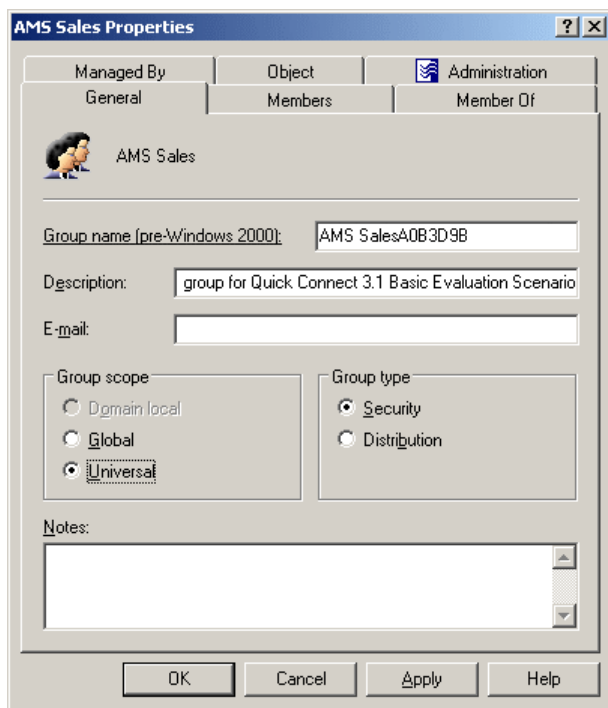 AMS Sales Properties
Managed By Object Administration
General Members Member Of
AMS Sales
Group name (pre-Windows 2000): AMS SalesA0B3D9B
Description: group for Quick Connect 3.1 Basic Evaluation Scenario
E-mail:
Group scope Group type
Domain local Security
Global Distribution
Universal
Notes:
OK Cancel Apply Help